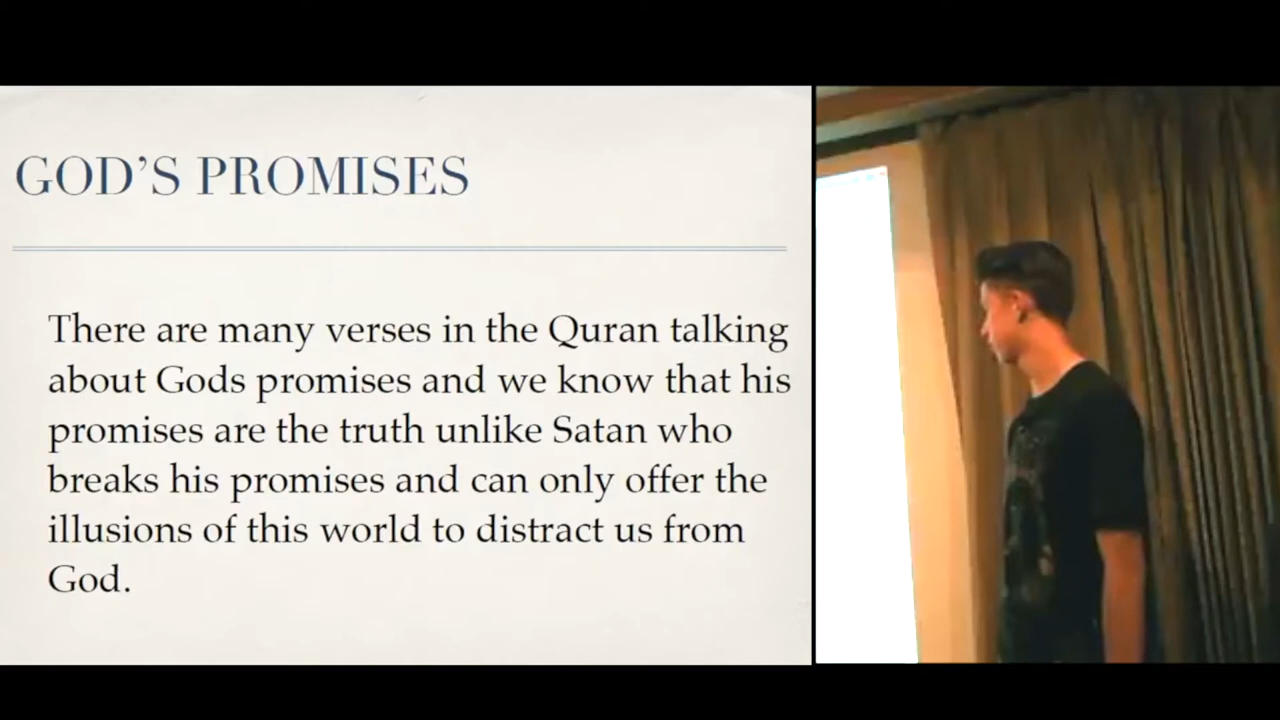 GOD’S PROMISES
There are many verses in the Quran talking
about Gods promises and we know that his
promises are the truth unlike Satan who
breaks his promises and can only offer the
illusions of this world to distract us from
God.